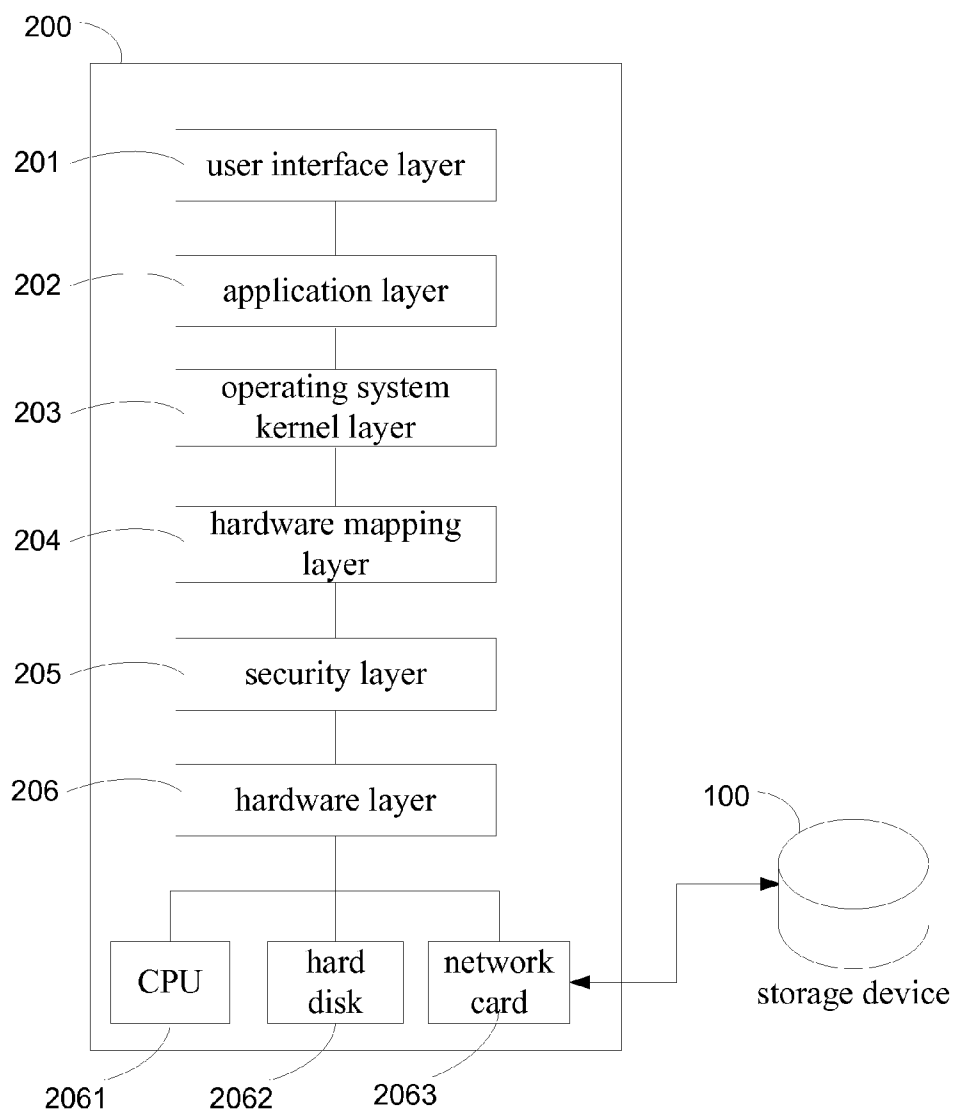 200
201
user interface layer
202
application layer
203
operating system
kernel layer
204
hardware mapping
layer
205
security layer
206
hardware layer
100
CPU
hard
disk
network
card
storage device
2061
2062
2063